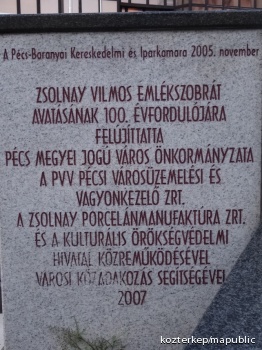 A Pécs-Baranyai Kereskedelmi és Iparkamara 2005. november
ZSOLNAY VILMOS EMLÉKSZOBRÁT
AVATÁSÁNAK 100. ÉVFORDULÓJÁRA
FELÚJÍTTATTA
PÉCS MEGYEI JOGÚ VÁROS ÖNKORMÁNYZATA
A PVV PÉCSI VÁROSÜZEMELÉSI ÉS
VAGYONKEZELŐ ZRT.
A ZSOLNAY PORCELÁNMANUFAKTÚRA ZRT.
ÉS A KULTURÁLIS ÖRÖKSÉGVÉDELMI
HIVATAL KÖZREMŰKÖDÉSÉVEL
VÁROSI KÖZADAKOZÁS SEGÍTSÉGÉVEL
2007
kozterkep/mapublic